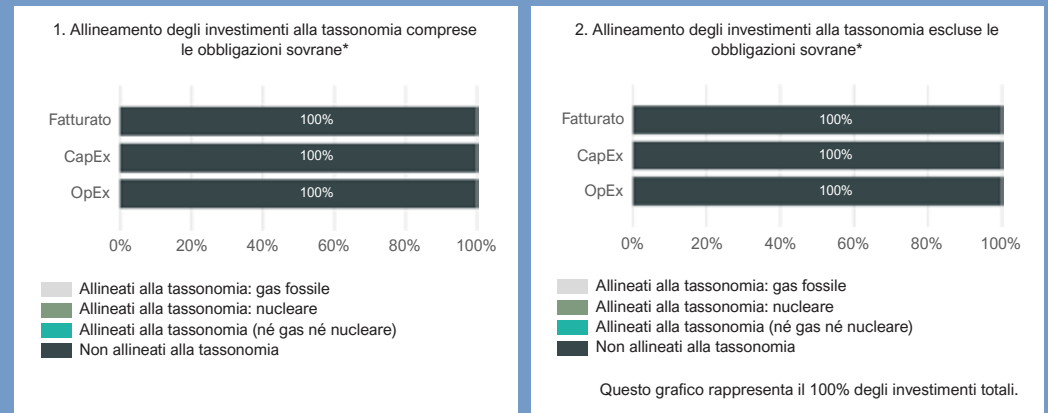 1. Allineamento degli investimenti alla tassonomia comprese
le obbligazioni sovrane*
Fatturato
100%
CapEx
100%
OpEx
100%
0%
20%
40%
60%
80%
100%
Allineati alla tassonomia: gas fossile
Allineati alla tassonomia: nucleare
Allineati alla tassonomia (né gas né nucleare)
Non allineati alla tassonomia
2. Allineamento degli investimenti alla tassonomia escluse le
obbligazioni sovrane*
Fatturato
100%
CapEx
100%
OpEx
100%
0%
20%
40%
60%
80%
100%
Allineati alla tassonomia: gas fossile
Allineati alla tassonomia: nucleare
Allineati alla tassonomia (né gas né nucleare)
Non allineati alla tassonomia
Questo grafico rappresenta il 100% degli investimenti totali.